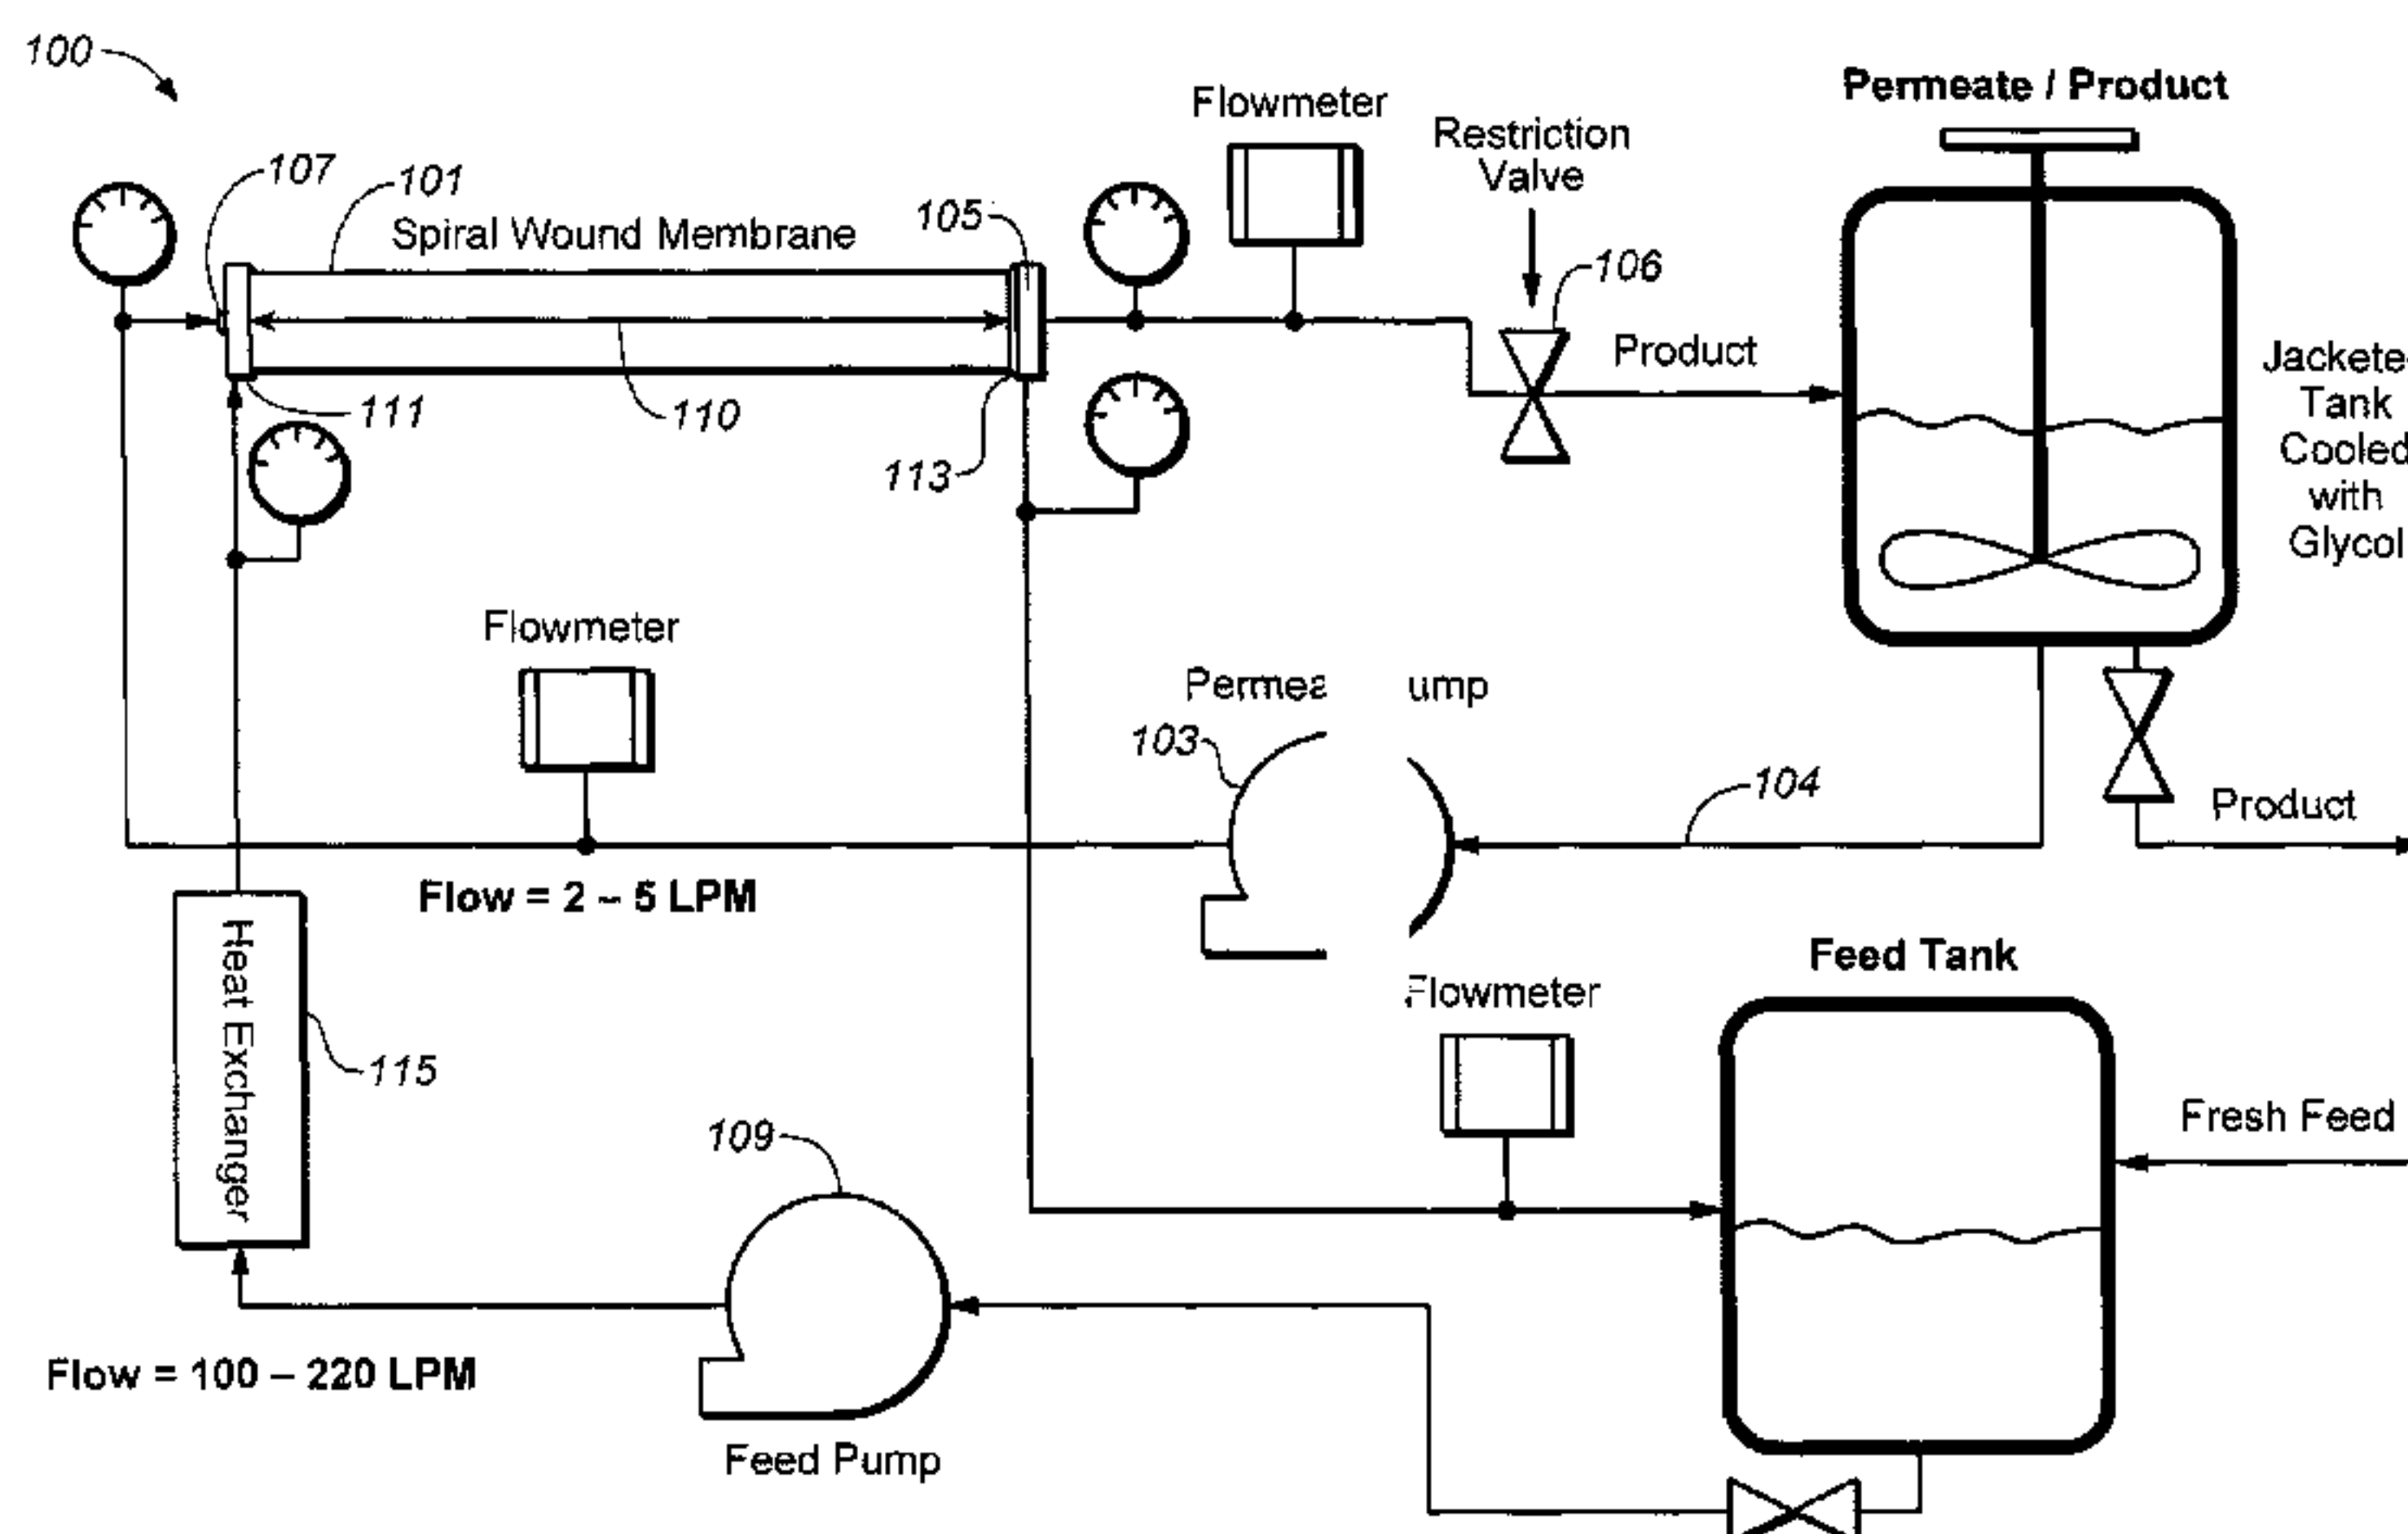 100
Permeate / Product
Flowmeter
Restriction
Valve
107
101
Spiral Wound Membrane
105
106
Product
Jackete
Tank
Cooled
with
Glycol
111
110
113
Flowmeter
Permea ump
103
104
Product
Flow = 2 – 5 LPM
Feed Tank
Flowmeter
Heat Exchanger
115
109
Fresh Feed
Flow = 100 – 220 LPM
Feed Pump